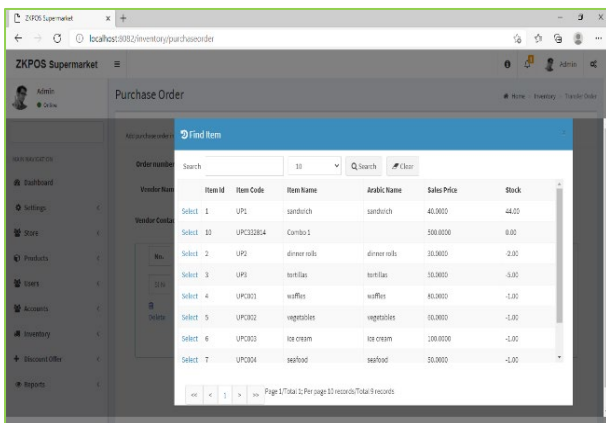 ZKPOS Supermarket
localhost:8082/inventory/purchaseorder
ZKPOS Supermarket
Admin
Admin
Online
Purchase Order
Home Inventory Transfer Order
MAIN NAVIGATION
Dashboard
Settings
Store
Products
Users
Accounts
Inventory
Discount Offer
Reports
Order number
Vendor Name
Vendor Contact
No.
Delete
Find Item
Search 10 Search Clear
Item Id Item Code Item Name Arabic Name Sales Price Stock
Select 1 UP1 sandwich sandwich 40.0000 44.00
Select 10 UPC332814 Combo 1 500.0000 0.00
Select 2 UP2 dinner rolls dinner rolls 30.0000 -2.00
Select 3 UP3 tortillas tortillas 50.0000 -5.00
Select 4 UPC001 waffles waffles 80.0000 -1.00
Select 5 UPC002 vegetables vegetables -1.00
Select 6 UPC003 ice cream ice cream 100.0000 -1.00
Select 7 UPC004 seafood seafood 50.0000 -1.00
<< < 1 > >> Page 1/Total 1; Per page 10 records/Total 9 records